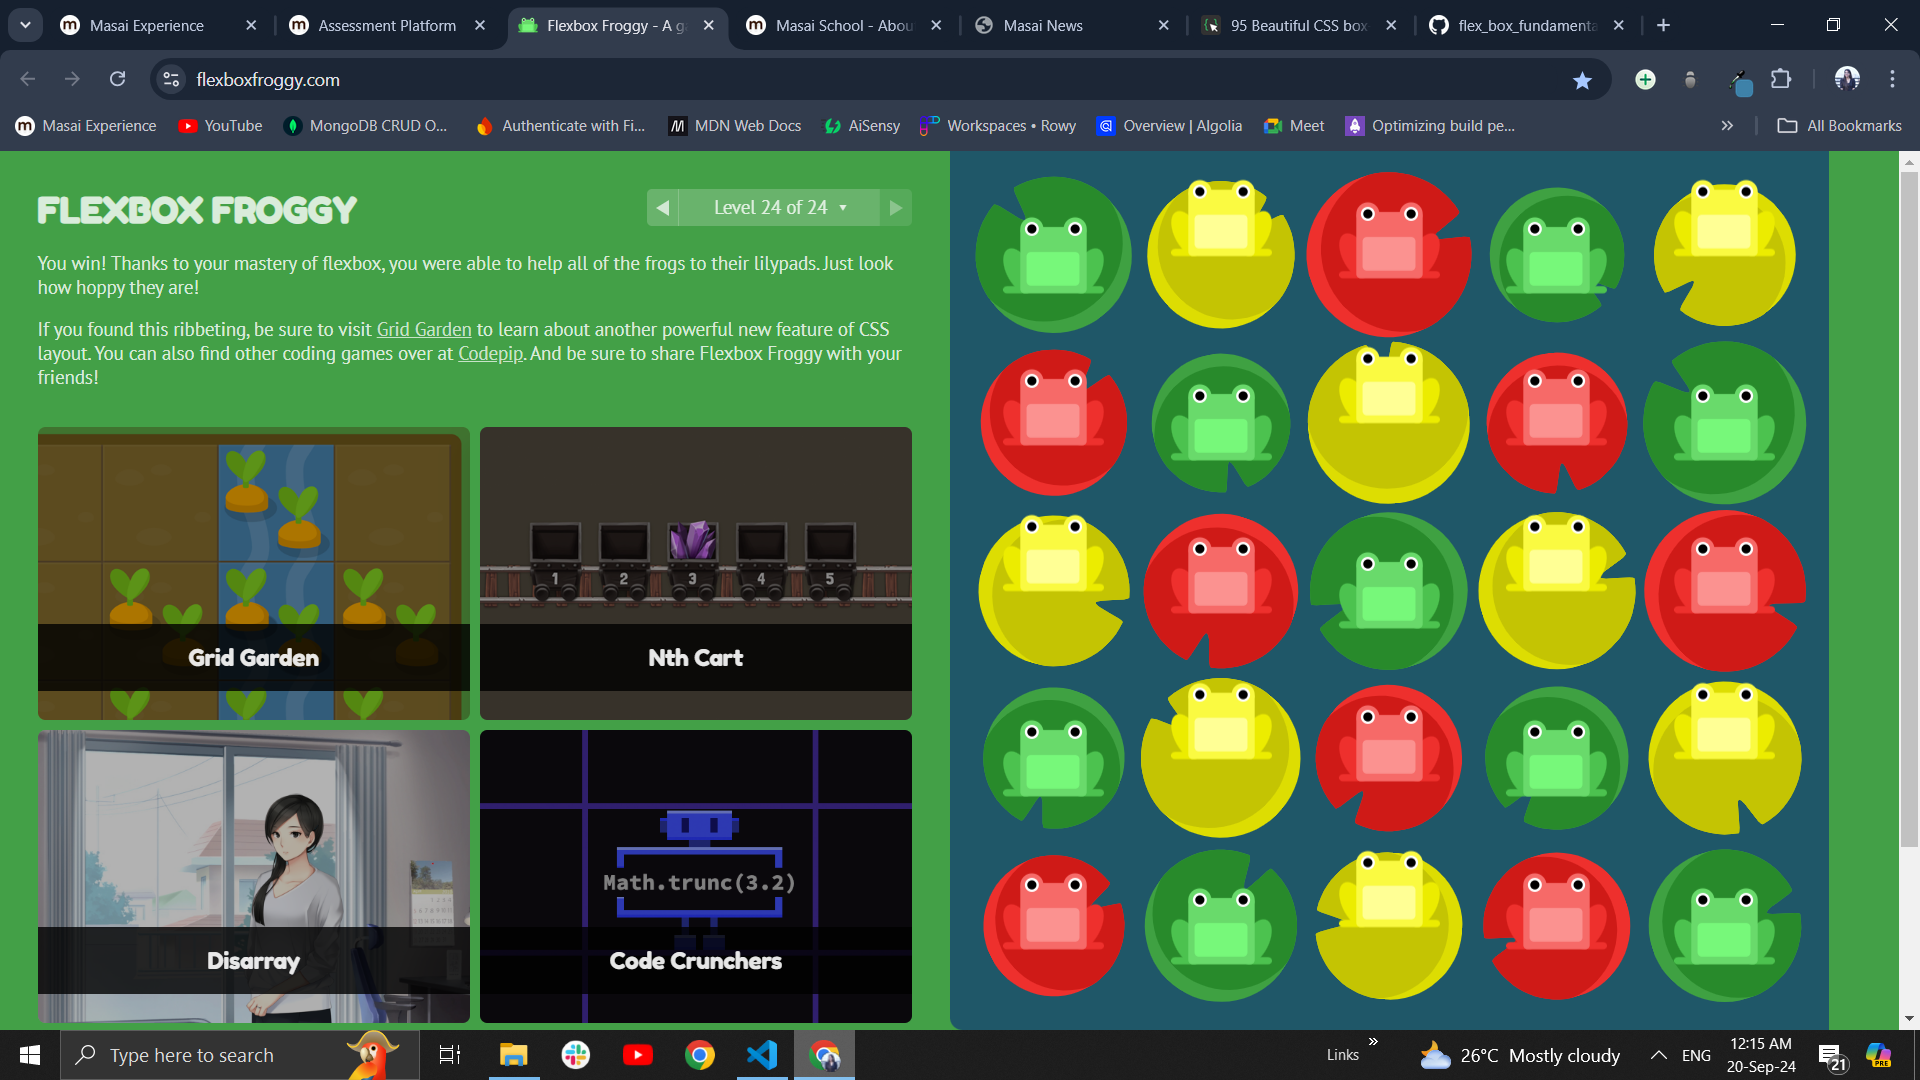 Masai Experience
Assessment Platform
Flexbox Froggy - A ga
Masai School - Abou
Masai News
95 Beautiful CSS box
flex_box_fundamenta
flexboxfroggy.com
Masai Experience
YouTube
MongoDB CRUD O...
Authenticate with Fi...
MDN Web Docs
AiSensy
Workspaces • Rowy
Overview | Algolia
Meet
Optimizing build pe...
All Bookmarks
FLEXBOX FROGGY
Level 24 of 24
You win! Thanks to your mastery of flexbox, you were able to help all of the frogs to their lilypads. Just look
how hoppy they are!
If you found this ribbeting, be sure to visit Grid Garden to learn about another powerful new feature of CSS
layout. You can also find other coding games over at Codepip. And be sure to share Flexbox Froggy with your
friends!
Grid Garden
1 2 3 4 5
Nth Cart
Disarray
Math.trunc(3.2)
Code Crunchers
Type here to search
Links
26°C Mostly cloudy
ENG
12:15 AM
20-Sep-24
21
PRE